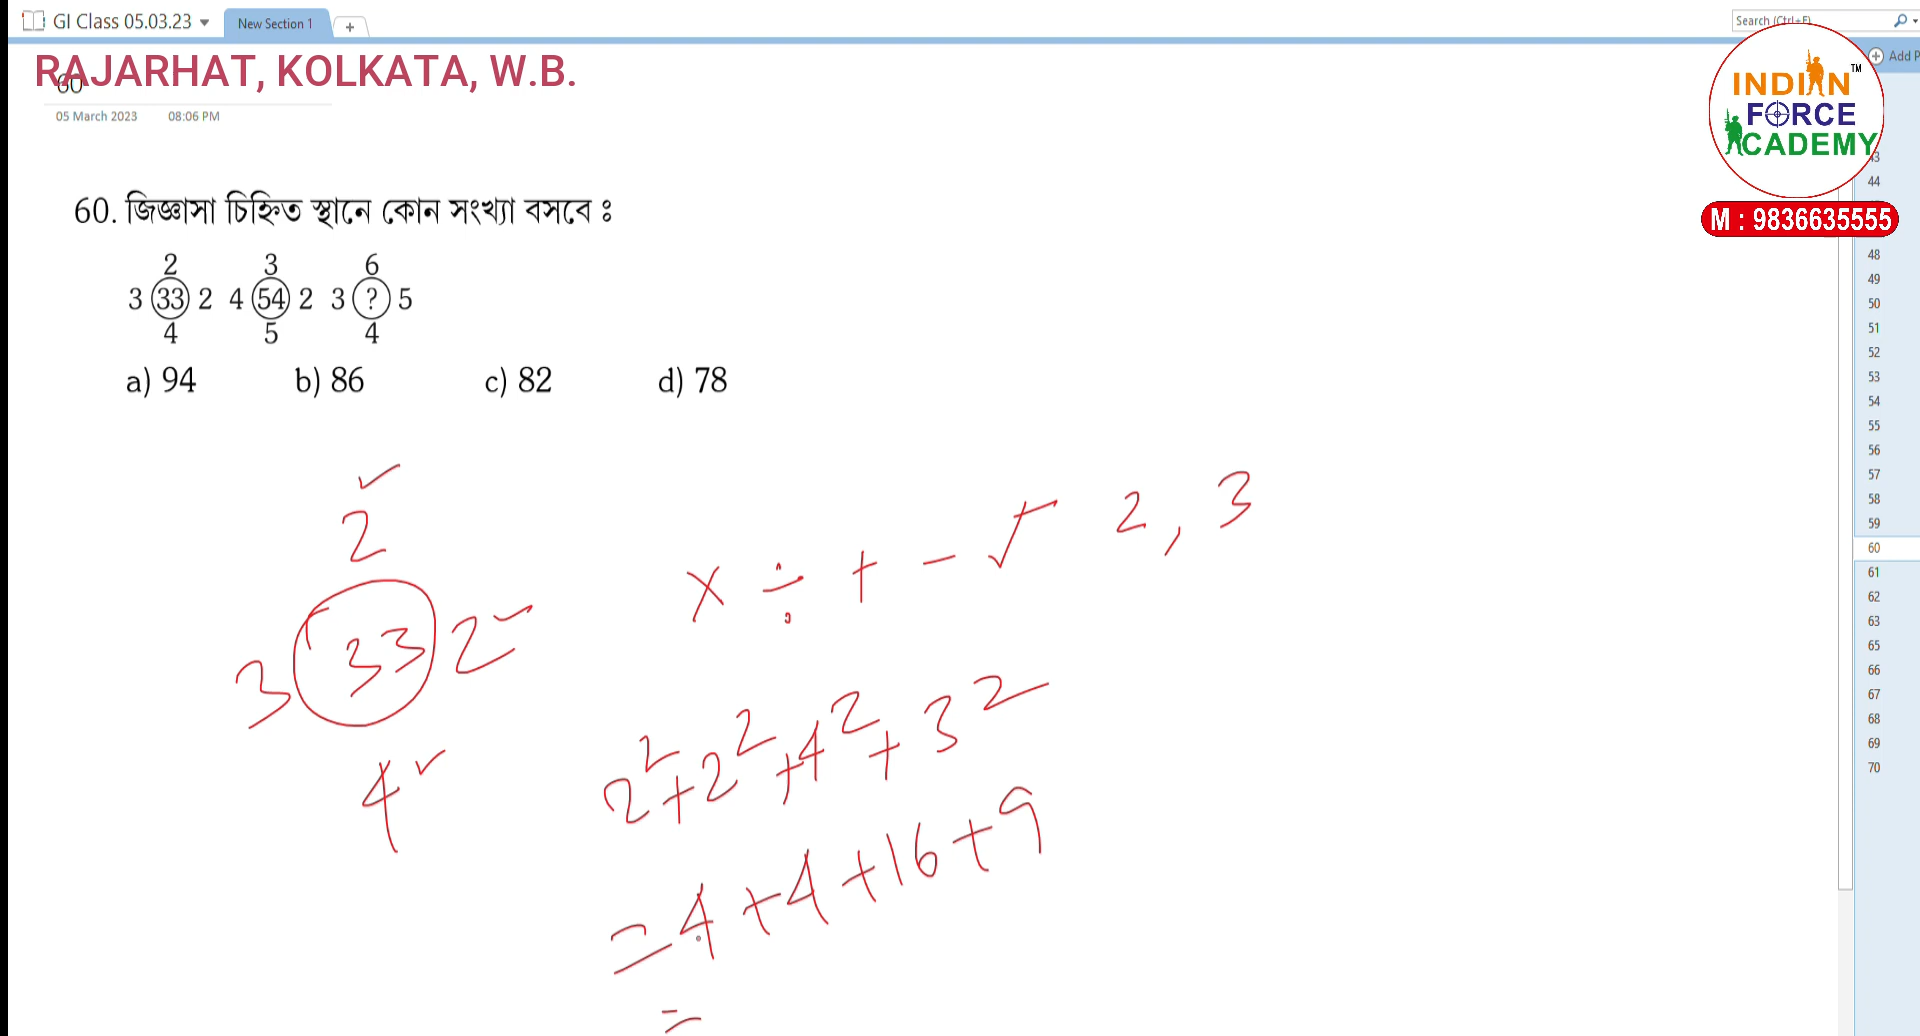 GI Class 05.03.23
New Section 1
+
Search (Ctrl+E)
Add P
RAJARHAT, KOLKATA, W.B.
60
05 March 2023 08:06 PM
INDIAN
FORCE
ACADEMY
TM
M : 9836635555
60. জিজ্ঞাসা চিহ্নিত স্থানে কোন সংখ্যা বসবে ঃ
2 3 6
3 33 2 4 54 2 3 ? 5
4 5 4
a) 94 b) 86 c) 82 d) 78
2
3 33 2
4
× ÷ + - √ 2, 3
2² + 2² + 4² + 3²
= 4 + 4 + 16 + 9
=
43
44
48
49
50
51
52
53
54
55
56
57
58
59
60
61
62
63
65
66
67
68
69
70